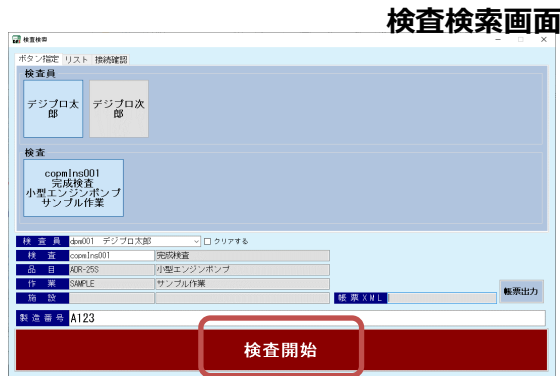 検査検索画面
検査検索
ボタン指定 リスト 接続確認
検査員
デジプロ太
郎
デジプロ次
郎
検査
copmIns001
完成検査
小型エンジンポンプ
サンプル作業
検査員 dpm001 デジプロ太郎 クリアする
検査 copmIns001 完成検査
品目 ADR-25S 小型エンジンポンプ
作業 SAMPLE サンプル作業
施設 帳票XML 帳票出力
製造番号 A123
検査開始